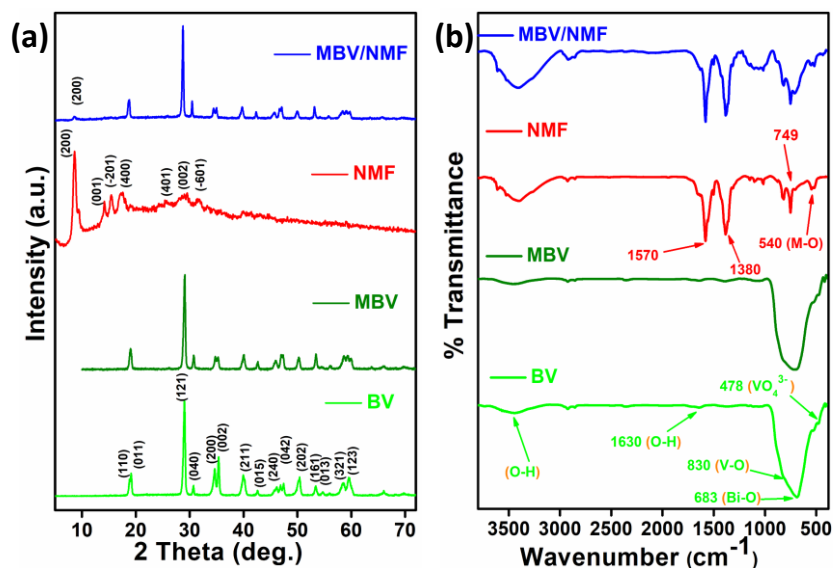 (a)
MBV/NMF
(200)
(200)
NMF
(001)
(-201)
(400)
(401)
(002)
(-601)
MBV
BV
(110)
(011)
(121)
(040)
(200)
(002)
(211)
(015)
(240)
(042)
(202)
(161)
(013)
(321)
(123)
Intensity (a.u.)
10 20 30 40 50 60 70
2 Theta (deg.)
(b)
MBV/NMF
NMF
749
540 (M-O)
1570
1380
MBV
BV
478 (VO₄³⁻)
1630 (O-H)
(O-H)
830 (V-O)
683 (Bi-O)
% Transmittance
3500 3000 2500 2000 1500 1000 500
Wavenumber (cm⁻¹)